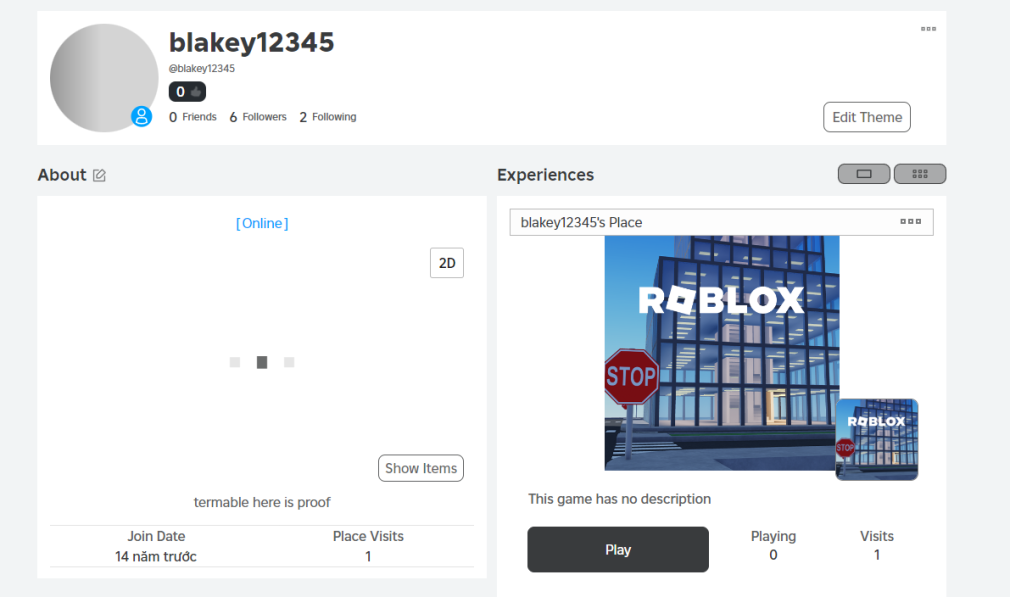 blakey12345
@blakey12345
0
0 Friends 6 Followers 2 Following
Edit Theme
About
[Online]
2D
Show Items
termable here is proof
Join Date Place Visits
14 năm trước 1
Experiences
blakey12345's Place
ROBLOX
STOP
ROBLOX
STOP
This game has no description
Play
Playing Visits
0 1